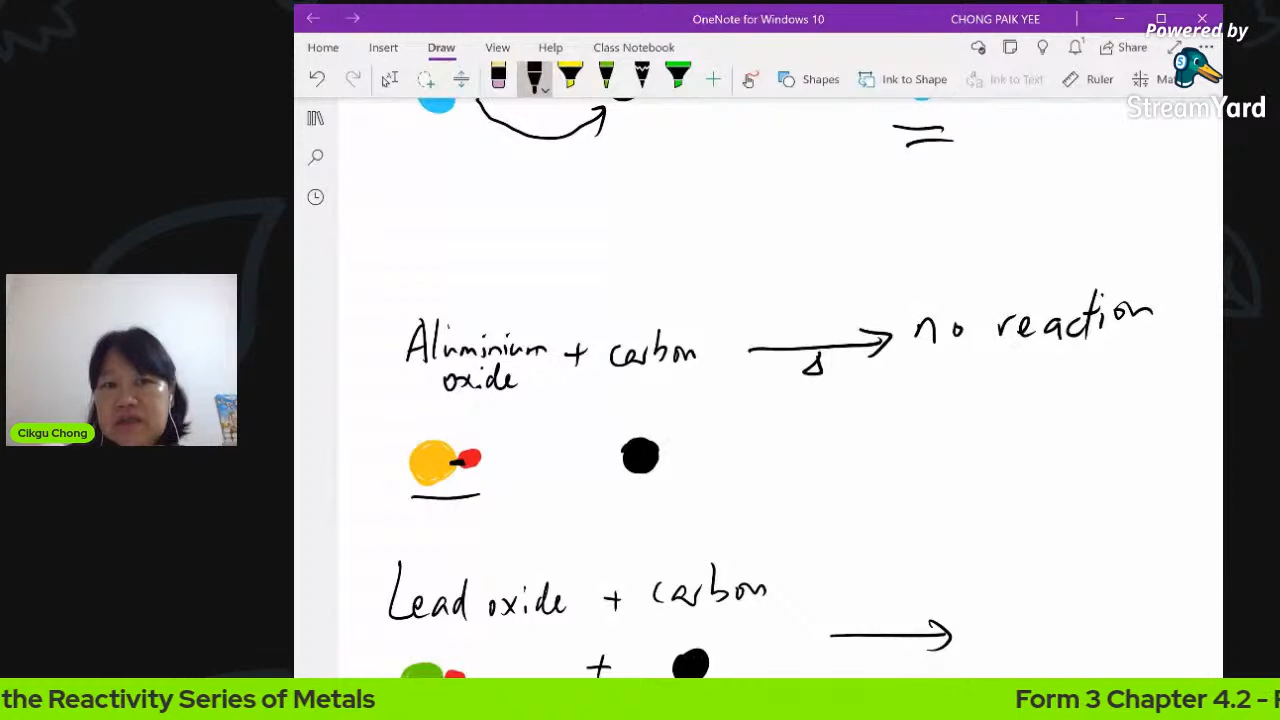 OneNote for Windows 10
CHONG PAIK YEE
Powered by
Home Insert Draw View Help Class Notebook Share
Shapes Ink to Shape Ink to Text Ruler
StreamYard
Aluminium + carbon → no reaction
oxide Δ
Cikgu Chong
Lead oxide + carbon →
+
the Reactivity Series of Metals
Form 3 Chapter 4.2 -